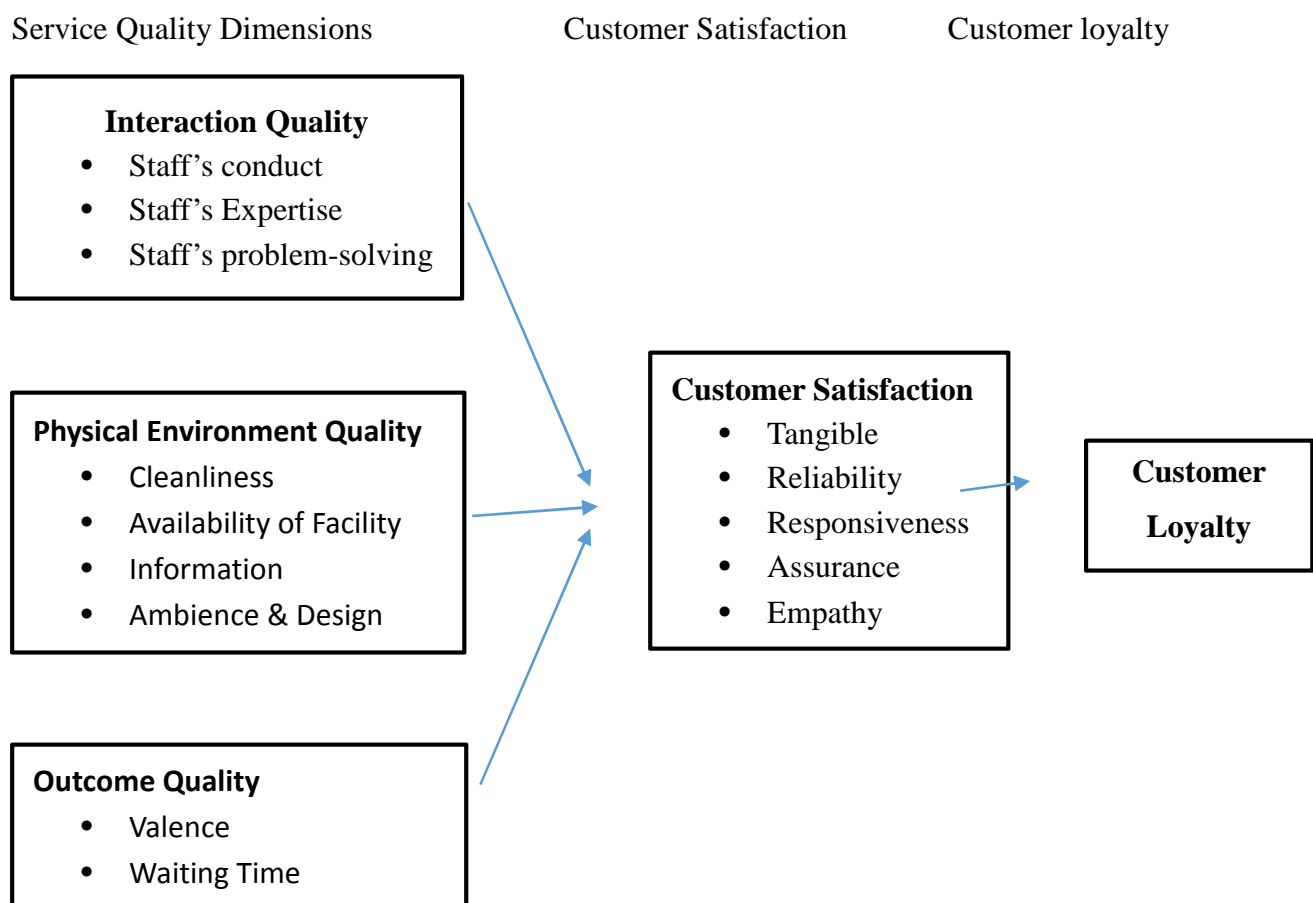 Service Quality Dimensions
Customer Satisfaction
Customer loyalty
Interaction Quality
• Staff’s conduct
• Staff’s Expertise
• Staff’s problem-solving
Physical Environment Quality
• Cleanliness
• Availability of Facility
• Information
• Ambience & Design
Outcome Quality
• Valence
• Waiting Time
Customer Satisfaction
• Tangible
• Reliability
• Responsiveness
• Assurance
• Empathy
Customer
Loyalty